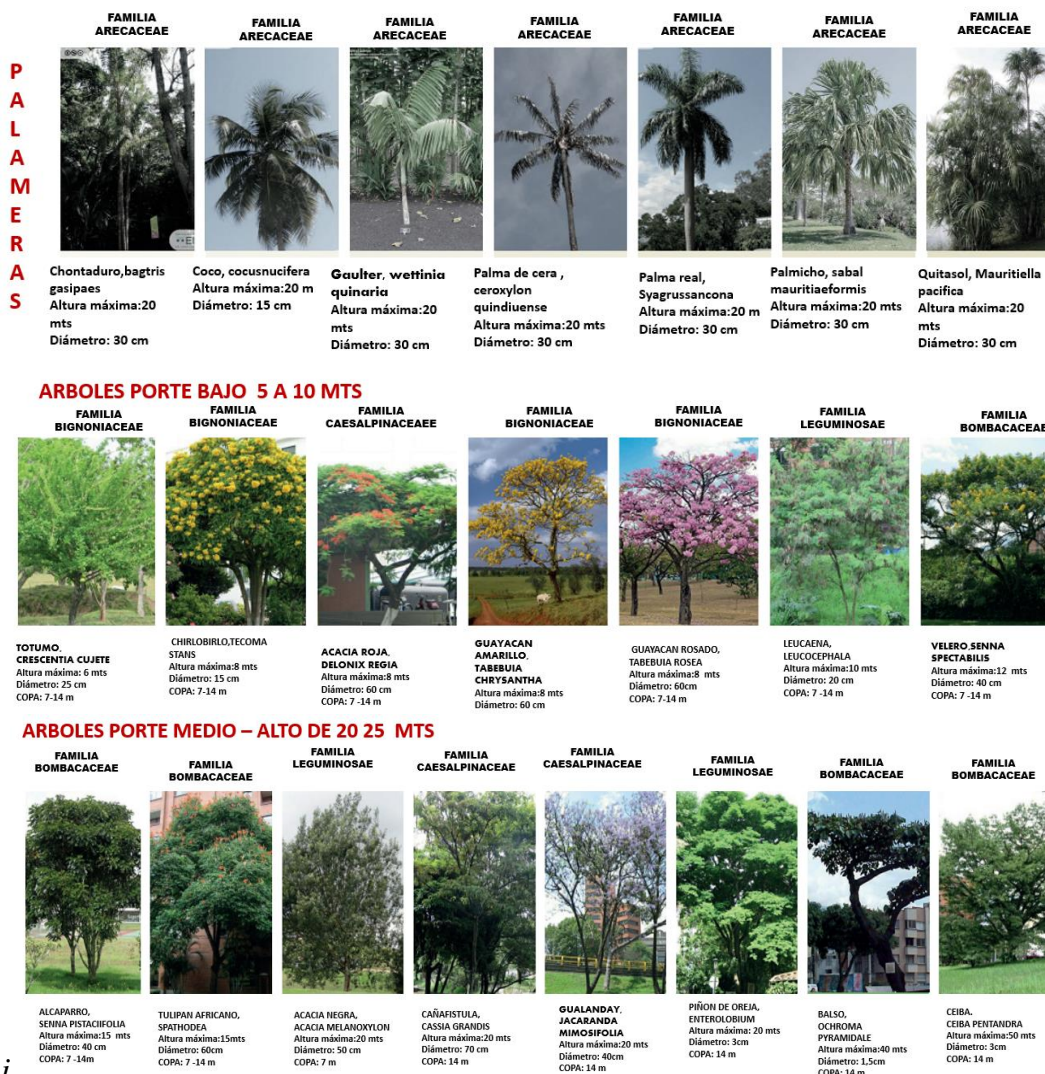 PALAMERAS
FAMILIA
ARECACEAE
FAMILIA
ARECACEAE
FAMILIA
ARECACEAE
FAMILIA
ARECACEAE
FAMILIA
ARECACEAE
FAMILIA
ARECACEAE
FAMILIA
ARECACEAE
Chontaduro,bagtris
gasipaes
Altura máxima:20
mts
Diámetro: 30 cm
Coco, cocusnucifera
Altura máxima:20 m
Diámetro: 15 cm
Gaulter, wettinia
quinaria
Altura máxima:20
mts
Diámetro: 30 cm
Palma de cera ,
ceroxylon
quindiuense
Altura máxima:20 mts
Diámetro: 30 cm
Palma real,
Syagrussancona
Altura máxima:20 m
Diámetro: 30 cm
Palmicho, sabal
mauritiaeformis
Altura máxima:20 mts
Diámetro: 30 cm
Quitasol, Mauritiella
pacifica
Altura máxima:20
mts
Diámetro: 30 cm
ARBOLES PORTE BAJO 5 A 10 MTS
FAMILIA
BIGNONIACEAE
FAMILIA
BIGNONIACEAE
FAMILIA
CAESALPINACEAEE
FAMILIA
BIGNONIACEAE
FAMILIA
BIGNONIACEAE
FAMILIA
LEGUMINOSAE
FAMILIA
BOMBACACEAE
TOTUMO,
CRESCENTIA CUJETE
Altura máxima: 6 mts
Diámetro: 25 cm
COPA: 7-14 m
CHIRLOBIRLO,TECOMA
STANS
Altura máxima:8 mts
Diámetro: 15 cm
COPA: 7-14 m
ACACIA ROJA,
DELONIX REGIA
Altura máxima:8 mts
Diámetro: 60 cm
COPA: 7 -14 m
GUAYACAN
AMARILLO,
TABEBUIA
CHRYSANTHA
Altura máxima:8 mts
Diámetro: 60 cm
GUAYACAN ROSADO,
TABEBUIA ROSEA
Altura máxima:8 mts
Diámetro: 60cm
COPA: 7-14 m
LEUCAENA,
LEUCOCEPHALA
Altura máxima:10 mts
Diámetro: 20 cm
COPA: 7 -14 m
VELERO,SENNA
SPECTABILIS
Altura máxima:12 mts
Diámetro: 40 cm
COPA: 7 -14 m
ARBOLES PORTE MEDIO – ALTO DE 20 25 MTS
FAMILIA
BOMBACACEAE
FAMILIA
BOMBACACEAE
FAMILIA
LEGUMINOSAE
FAMILIA
CAESALPINACEAE
FAMILIA
CAESALPINACEAE
FAMILIA
LEGUMINOSAE
FAMILIA
BOMBACACEAE
FAMILIA
BOMBACACEAE
ALCAPARRO,
SENNA PISTACIIFOLIA
Altura máxima:15 mts
Diámetro: 40 cm
COPA: 7 -14m
TULIPAN AFRICANO,
SPATHODEA
Altura máxima:15mts
Diámetro: 60cm
COPA: 7 -14 m
ACACIA NEGRA,
ACACIA MELANOXYLON
Altura máxima:20 mts
Diámetro: 50 cm
COPA: 7 m
CAÑAFISTULA,
CASSIA GRANDIS
Altura máxima:20 mts
Diámetro: 70 cm
COPA: 14 m
GUALANDAY,
JACARANDA
MIMOSIFOLIA
Altura máxima:20 mts
Diámetro: 40cm
COPA: 14 m
PIÑON DE OREJA,
ENTEROLOBIUM
Altura máxima: 20 mts
Diámetro: 3cm
COPA: 14 m
BALSO,
OCHROMA
PYRAMIDALE
Altura máxima:40 mts
Diámetro: 1,5cm
COPA: 14 m
CEIBA.
CEIBA PENTANDRA
Altura máxima:50 mts
Diámetro: 3cm
COPA: 14 m
i